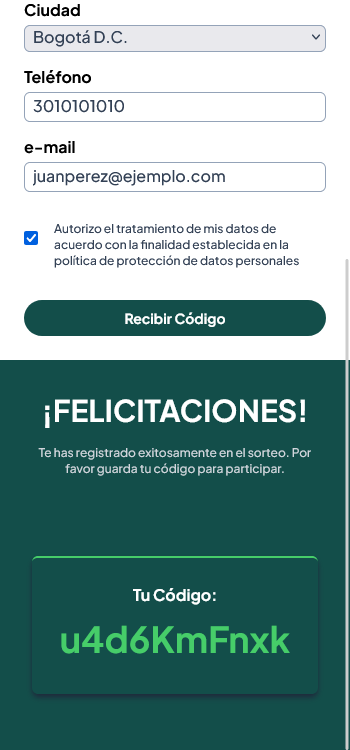 Ciudad
Bogotá D.C.
Teléfono
3010101010
e-mail
juanperez@ejemplo.com
Autorizo el tratamiento de mis datos de
acuerdo con la finalidad establecida en la
política de protección de datos personales
Recibir Código
¡FELICITACIONES!
Te has registrado exitosamente en el sorteo. Por
favor guarda tu código para participar.
Tu Código:
u4d6KmFnxk